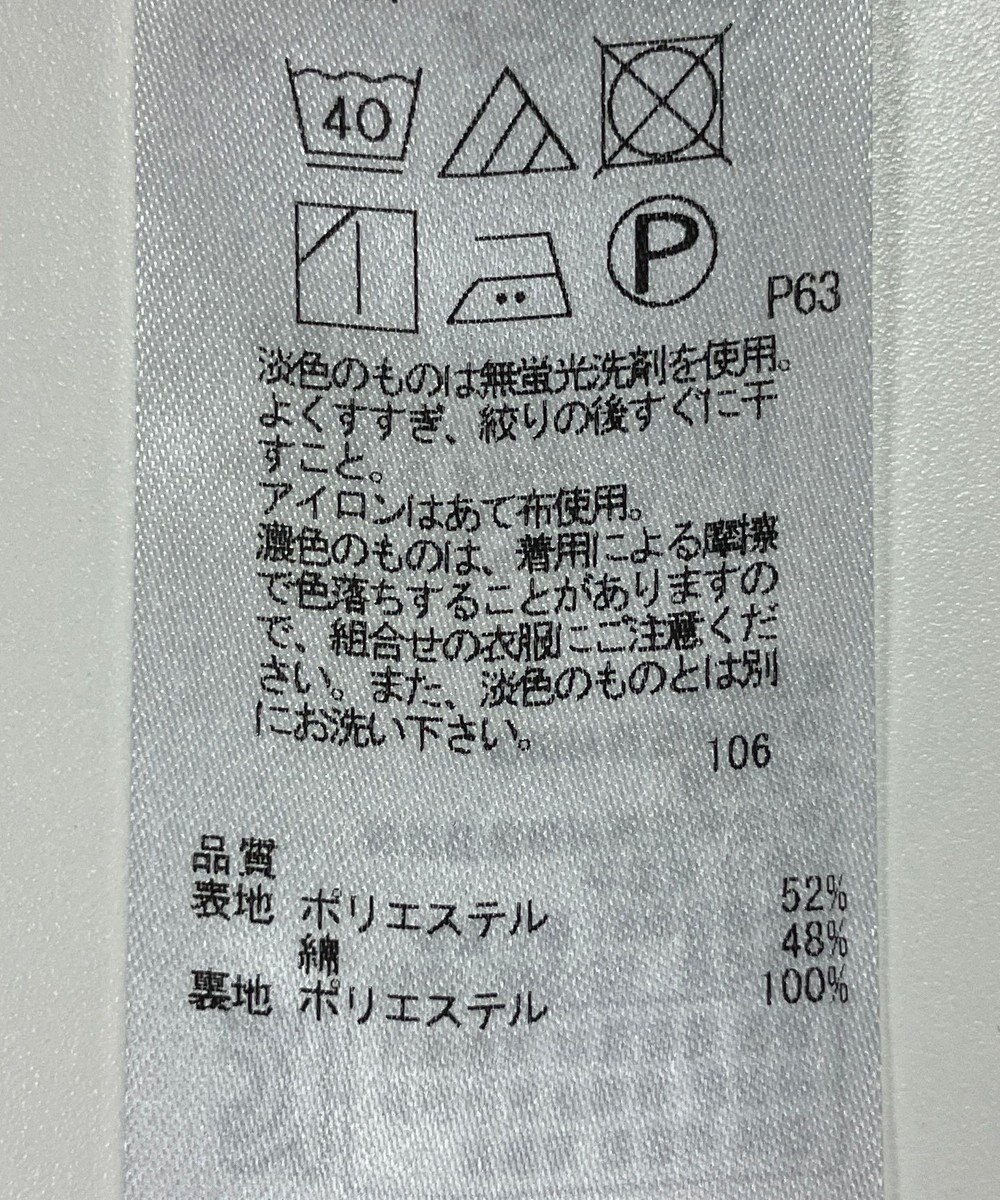 40
P
P63
淡色のものは無蛍光洗剤を使用。
よくすすぎ、絞りの後すぐに干
すこと。
アイロンはあて布使用。
濃色のものは、着用による摩擦
で色落ちすることがありますの
で、組合せの衣服にご注意くだ
さい。また、淡色のものとは別
にお洗い下さい。
106
品質
表地 ポリエステル 52%
綿 48%
裏地 ポリエステル 100%